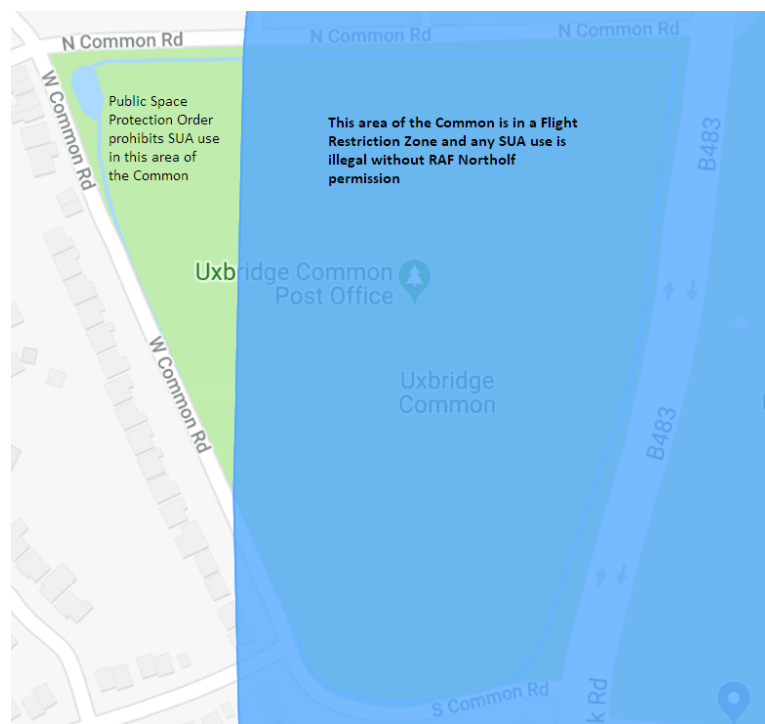 N Common Rd
N Common Rd
N Common Rd
W Common Rd
Public Space
Protection Order
prohibits SUA use
in this area of
the Common
This area of the Common is in a Flight
Restriction Zone and any SUA use is
illegal without RAF Northolf
permission
B483
Uxbridge Common
Post Office
W Common Rd
Uxbridge
Common
B483
S Common Rd
k Rd